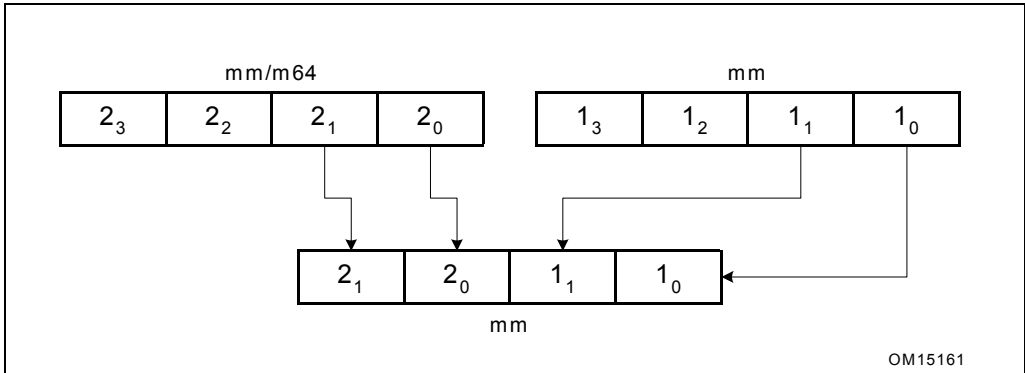 mm/m64 mm
2₃ 2₂ 2₁ 2₀ 1₃ 1₂ 1₁ 1₀
2₁ 2₀ 1₁ 1₀
mm
OM15161